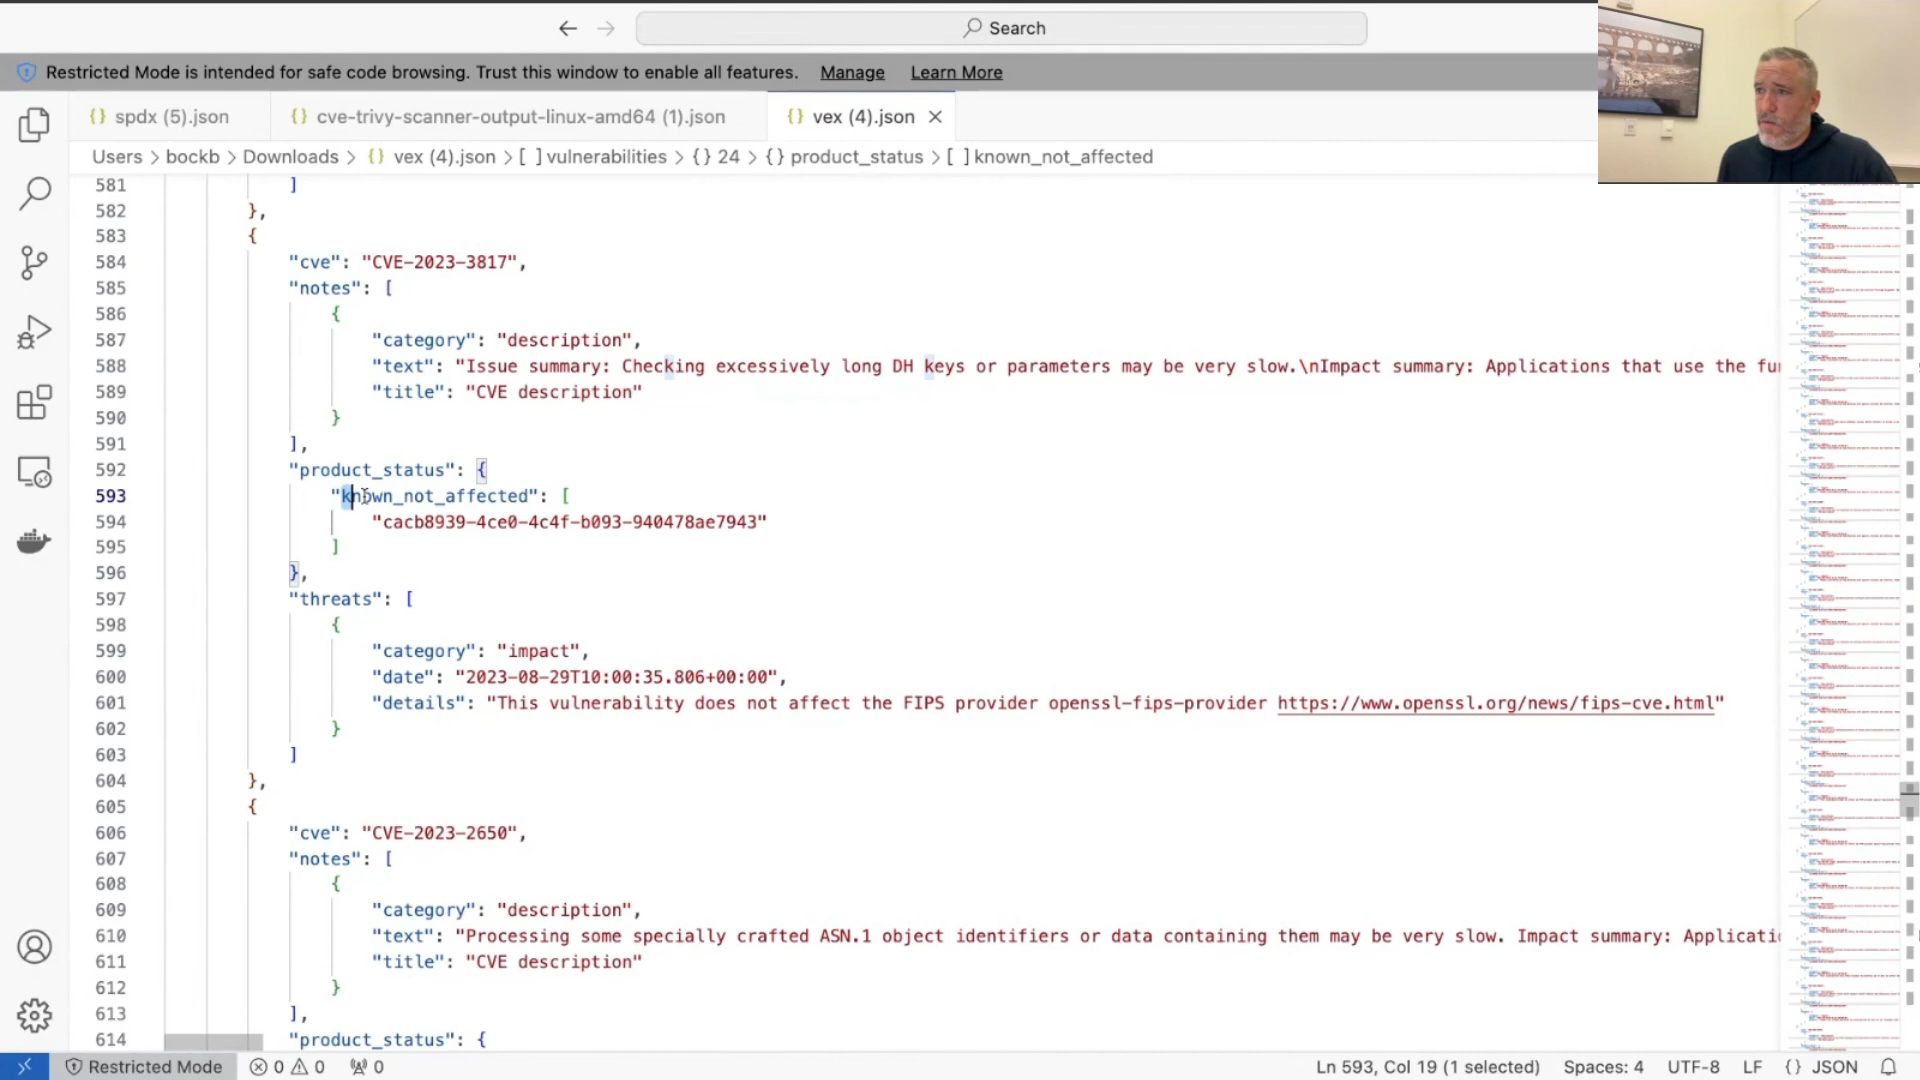 Search
Restricted Mode is intended for safe code browsing. Trust this window to enable all features. Manage Learn More
{} spdx (5).json {} cve-trivy-scanner-output-linux-amd64 (1).json {} vex (4).json ×
Users > bockb > Downloads > {} vex (4).json > [ ] vulnerabilities > {} 24 > {} product_status > [ ] known_not_affected
581 ]
582 },
583 {
584 "cve": "CVE-2023-3817",
585 "notes": [
586 {
587 "category": "description",
588 "text": "Issue summary: Checking excessively long DH keys or parameters may be very slow.\nImpact summary: Applications that use the fu
589 "title": "CVE description"
590 }
591 ],
592 "product_status": {
593 "known_not_affected": [
594 "cacb8939-4ce0-4c4f-b093-940478ae7943"
595 ]
596 },
597 "threats": [
598 {
599 "category": "impact",
600 "date": "2023-08-29T10:00:35.806+00:00",
601 "details": "This vulnerability does not affect the FIPS provider openssl-fips-provider https://www.openssl.org/news/fips-cve.html"
602 }
603 ]
604 },
605 {
606 "cve": "CVE-2023-2650",
607 "notes": [
608 {
609 "category": "description",
610 "text": "Processing some specially crafted ASN.1 object identifiers or data containing them may be very slow. Impact summary: Applicati
611 "title": "CVE description"
612 }
613 ],
614 "product_status": {
Restricted Mode 0 0 0 Ln 593, Col 19 (1 selected) Spaces: 4 UTF-8 LF {} JSON